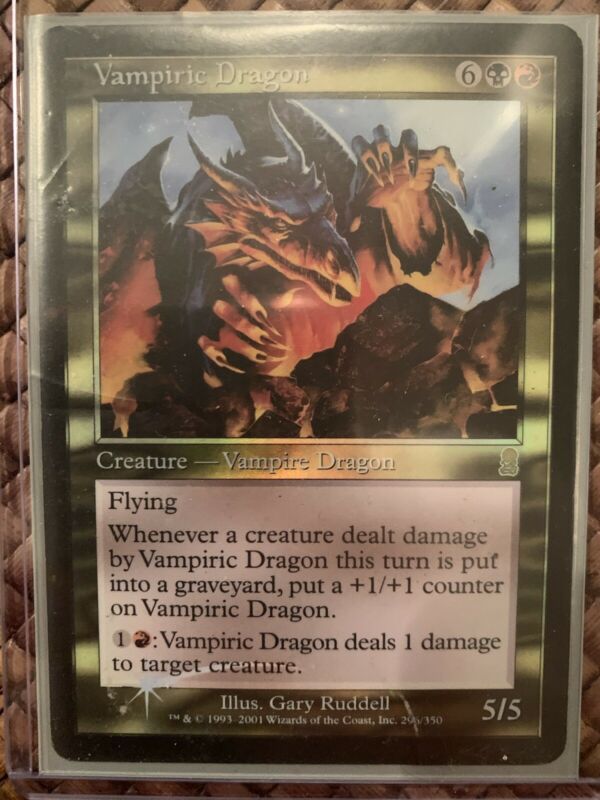 Vampiric Dragon 6
Creature — Vampire Dragon
Flying
Whenever a creature dealt damage
by Vampiric Dragon this turn is put
into a graveyard, put a +1/+1 counter
on Vampiric Dragon.
1 : Vampiric Dragon deals 1 damage
to target creature.
Illus. Gary Ruddell
5/5
™ & © 1993–2001 Wizards of the Coast, Inc.